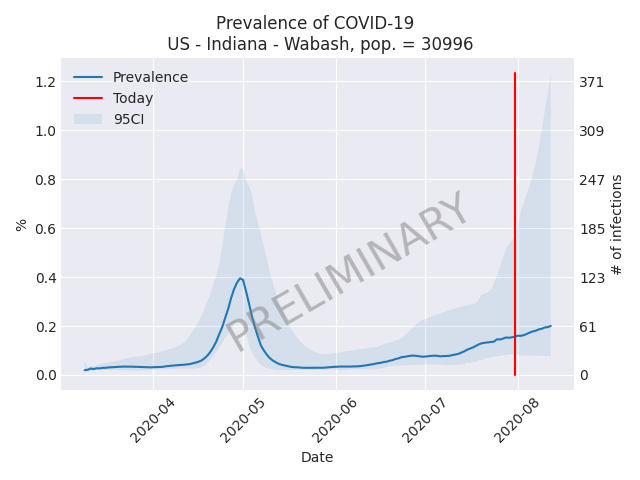 Prevalence of COVID-19
US - Indiana - Wabash, pop. = 30996
Prevalence
Today
95CI
PRELIMINARY
%
1.2
1.0
0.8
0.6
0.4
0.2
0.0
371
309
247
185
123
61
0
# of infections
2020-04
2020-05
2020-06
2020-07
2020-08
Date